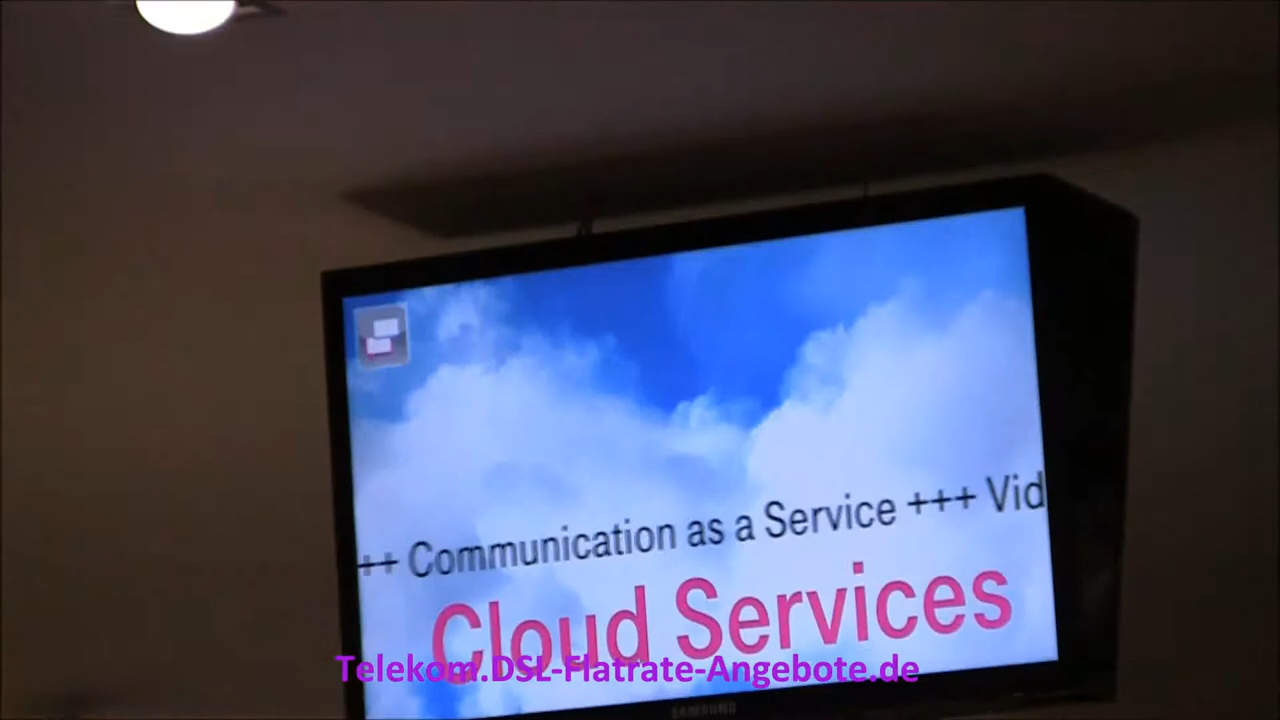 ++ Communication as a Service +++ Vid
Cloud Services
Telekom.DSL-Flatrate-Angebote.de
SAMSUNG